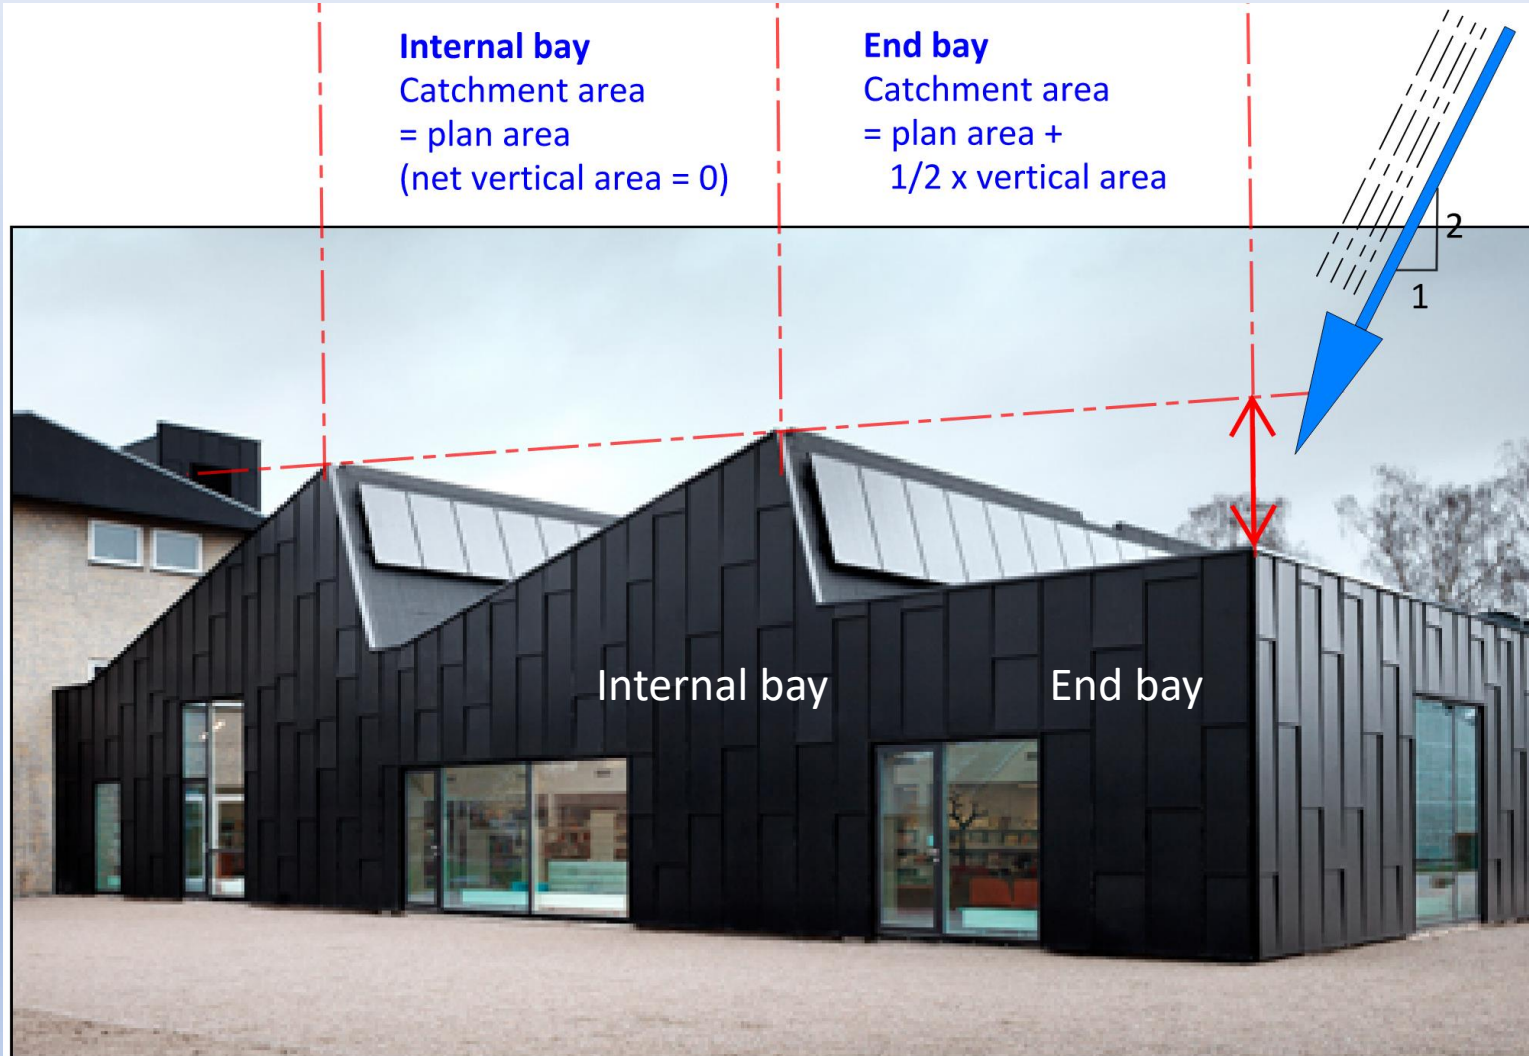 Internal bay
Catchment area
= plan area
(net vertical area = 0)
End bay
Catchment area
= plan area +
1/2 x vertical area
2
1
Internal bay
End bay